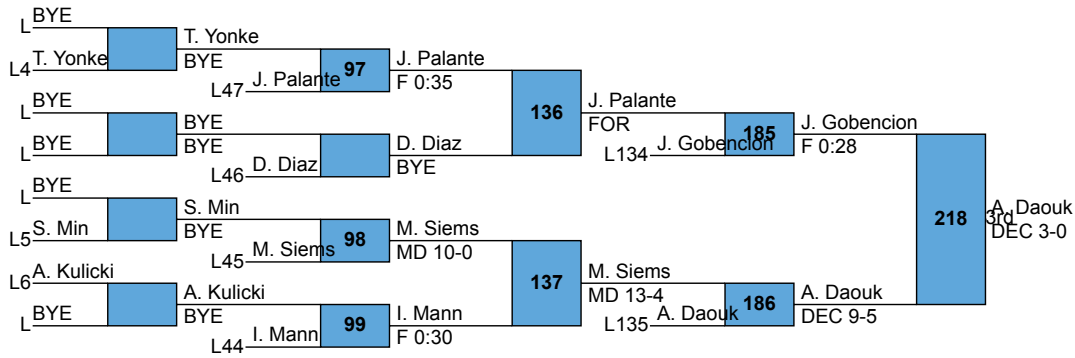 L BYE
T. Yonke
BYE
L4 T. Yonke
97
J. Palante
F 0:35
L47 J. Palante
L BYE
BYE
BYE
L BYE
136
J. Palante
FOR
D. Diaz
BYE
L46 D. Diaz
185
J. Gobencion
F 0:28
L134 J. Gobencion
L BYE
S. Min
BYE
L5 S. Min
98
M. Siems
MD 10-0
L45 M. Siems
218
3rd
A. Daouk
DEC 3-0
L6 A. Kulicki
A. Kulicki
BYE
L BYE
137
M. Siems
MD 13-4
99
I. Mann
F 0:30
L44 I. Mann
186
A. Daouk
DEC 9-5
L135 A. Daouk